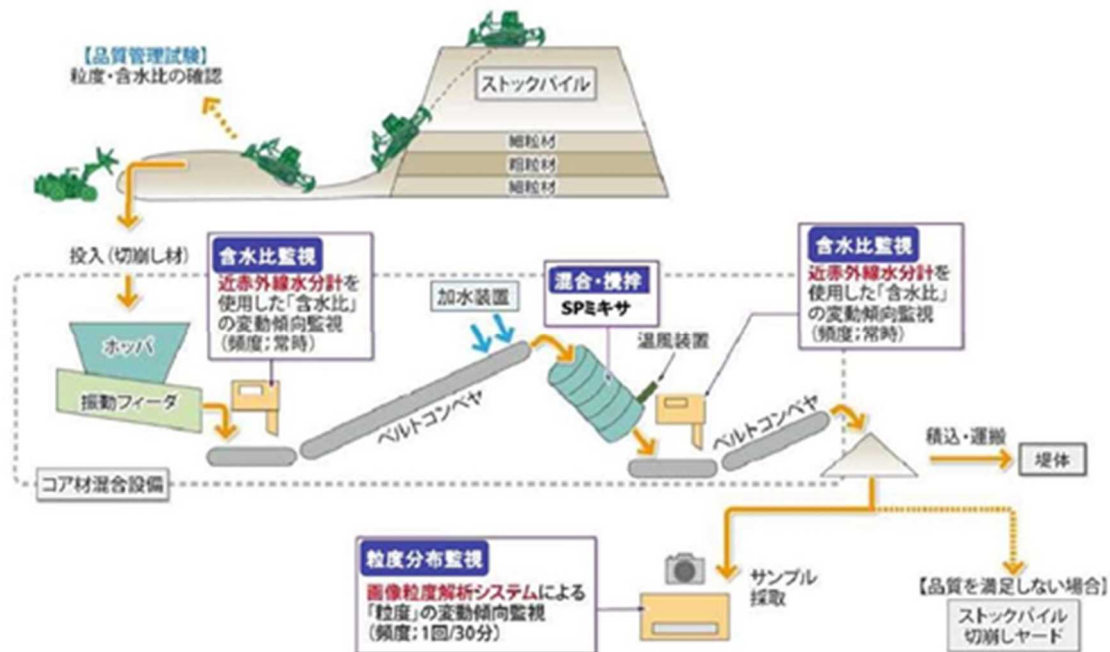 【品質管理試験】
粒度・含水比の確認
ストックパイル
細粒材
粗粒材
細粒材
投入(切崩し材)
含水比監視
近赤外線水分計を
使用した「含水比」
の変動傾向監視
(頻度;常時)
加水装置
混合・攪拌
SPミキサ
温風装置
含水比監視
近赤外線水分計を
使用した「含水比」
の変動傾向監視
(頻度;常時)
ホッパ
振動フィーダ
ベルトコンベヤ
ベルトコンベヤ
コア材混合設備
積込・運搬
堤体
粒度分布監視
画像粒度解析システムによる
「粒度」の変動傾向監視
(頻度;1回/30分)
サンプル
採取
【品質を満足しない場合】
ストックパイル
切崩しヤード